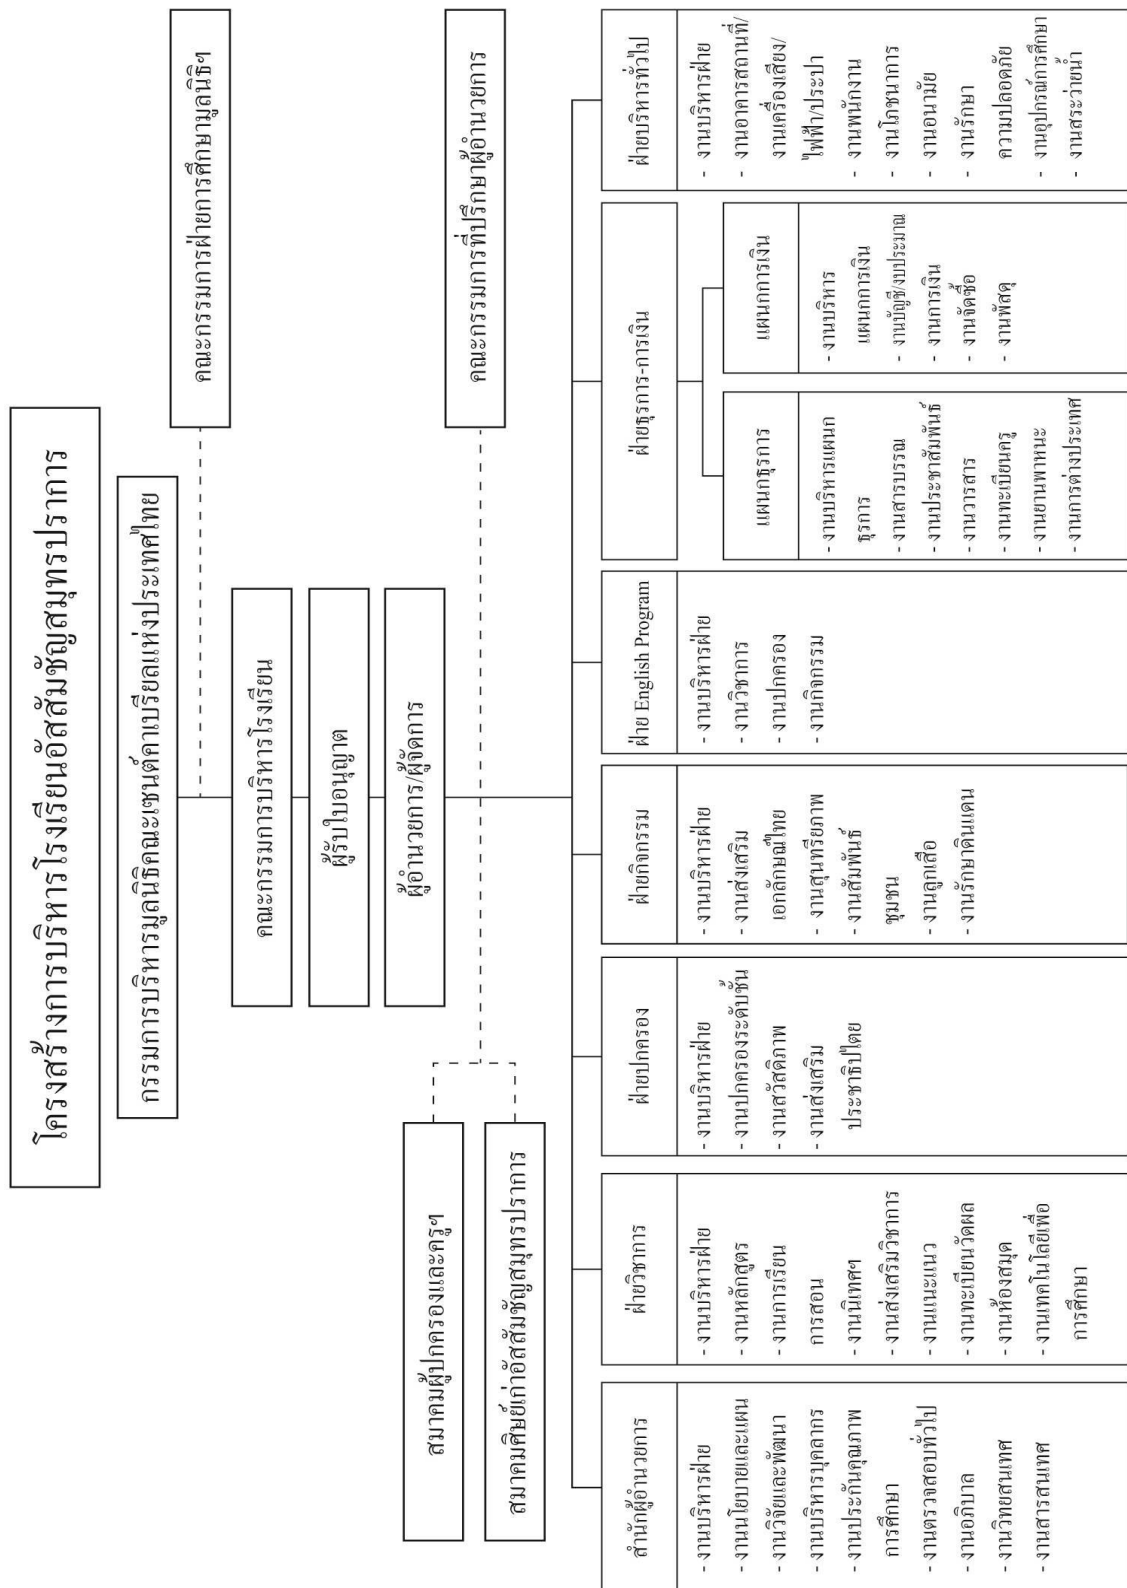 โครงสร้างการบริหารโรงเรียนอัสสัมชัญสมุทรปราการ
กรรมการบริหารมูลนิธิคณะเซนต์คาเบรียลแห่งประเทศไทย
คณะกรรมการฝ่ายการศึกษามูลนิธิฯ
คณะกรรมการบริหารโรงเรียน
ผู้รับใบอนุญาต
ผู้อำนวยการ/ผู้จัดการ
สมาคมผู้ปกครองและครูฯ
คณะกรรมการที่ปรึกษาผู้อำนวยการ
สมาคมศิษย์เก่าอัสสัมชัญสมุทรปราการ
สำนักผู้อำนวยการ
- งานบริหารฝ่าย
- งานนโยบายและแผน
- งานวิจัยและพัฒนา
- งานบริหารบุคลากร
- งานประกันคุณภาพ
การศึกษา
- งานตรวจสอบทั่วไป
- งานอภิบาล
- งานวิทยสนเทศ
- งานสารสนเทศ
ฝ่ายวิชาการ
- งานบริหารฝ่าย
- งานหลักสูตร
- งานการเรียน
การสอน
- งานนิเทศฯ
- งานส่งเสริมวิชาการ
- งานแนะแนว
- งานทะเบียนวัดผล
- งานห้องสมุด
- งานเทคโนโลยีเพื่อ
การศึกษา
ฝ่ายปกครอง
- งานบริหารฝ่าย
- งานปกครองระดับชั้น
- งานสวัสดิภาพ
- งานส่งเสริม
ประชาธิปไตย
ฝ่ายกิจกรรม
- งานบริหารฝ่าย
- งานส่งเสริม
เอกลักษณ์ไทย
- งานสุนทรียภาพ
- งานสัมพันธ์
ชุมชน
- งานลูกเสือ
- งานรักษาดินแดน
ฝ่าย English Program
- งานบริหารฝ่าย
- งานวิชาการ
- งานปกครอง
- งานกิจกรรม
ฝ่ายธุรการ-การเงิน
แผนกธุรการ
- งานบริหารแผนก
ธุรการ
- งานสารบรรณ
- งานประชาสัมพันธ์
- งานวารสาร
- งานทะเบียนครู
- งานยานพาหนะ
- งานการต่างประเทศ
แผนกการเงิน
- งานบริหาร
แผนกการเงิน
- งานบัญชี/งบประมาณ
- งานการเงิน
- งานจัดซื้อ
- งานพัสดุ
ฝ่ายบริหารทั่วไป
- งานบริหารฝ่าย
- งานอาคารสถานที่/
งานเครื่องเสียง/
ไฟฟ้า/ประปา
- งานพนักงาน
- งานโภชนาการ
- งานอนามัย
- งานรักษา
ความปลอดภัย
- งานอุปกรณ์การศึกษา
- งานสระว่ายน้ำ